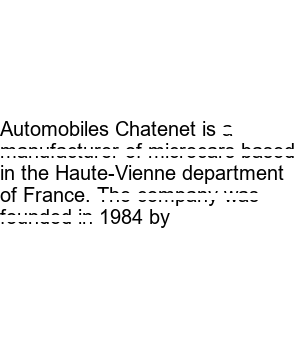 Automobiles Chatenet is a
manufacturer of microcars based
in the Haute-Vienne department
of France. The company was
founded in 1984 by